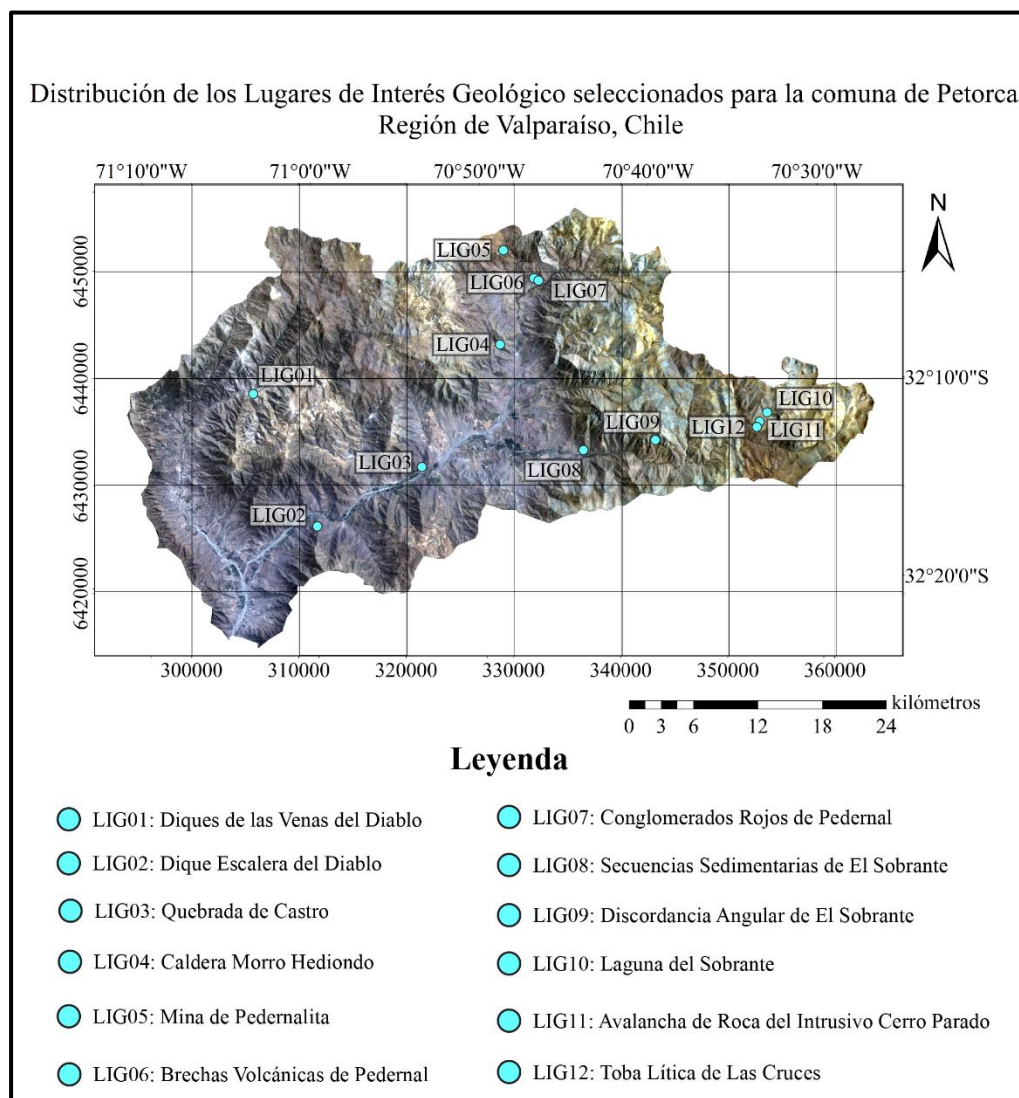 Distribución de los Lugares de Interés Geológico seleccionados para la comuna de Petorca
Región de Valparaíso, Chile
71°10'0"W 71°0'0"W 70°50'0"W 70°40'0"W 70°30'0"W
N
6450000
6440000
6430000
6420000
LIG05
LIG06
LIG07
LIG04
LIG01
LIG10
LIG09
LIG12
LIG11
LIG03
LIG08
LIG02
32°10'0"S
32°20'0"S
300000 310000 320000 330000 340000 350000 360000
kilómetros
0 3 6 12 18 24
Leyenda
LIG01: Diques de las Venas del Diablo
LIG02: Dique Escalera del Diablo
LIG03: Quebrada de Castro
LIG04: Caldera Morro Hediondo
LIG05: Mina de Pedernalita
LIG06: Brechas Volcánicas de Pedernal
LIG07: Conglomerados Rojos de Pedernal
LIG08: Secuencias Sedimentarias de El Sobrante
LIG09: Discordancia Angular de El Sobrante
LIG10: Laguna del Sobrante
LIG11: Avalancha de Roca del Intrusivo Cerro Parado
LIG12: Toba Lítica de Las Cruces